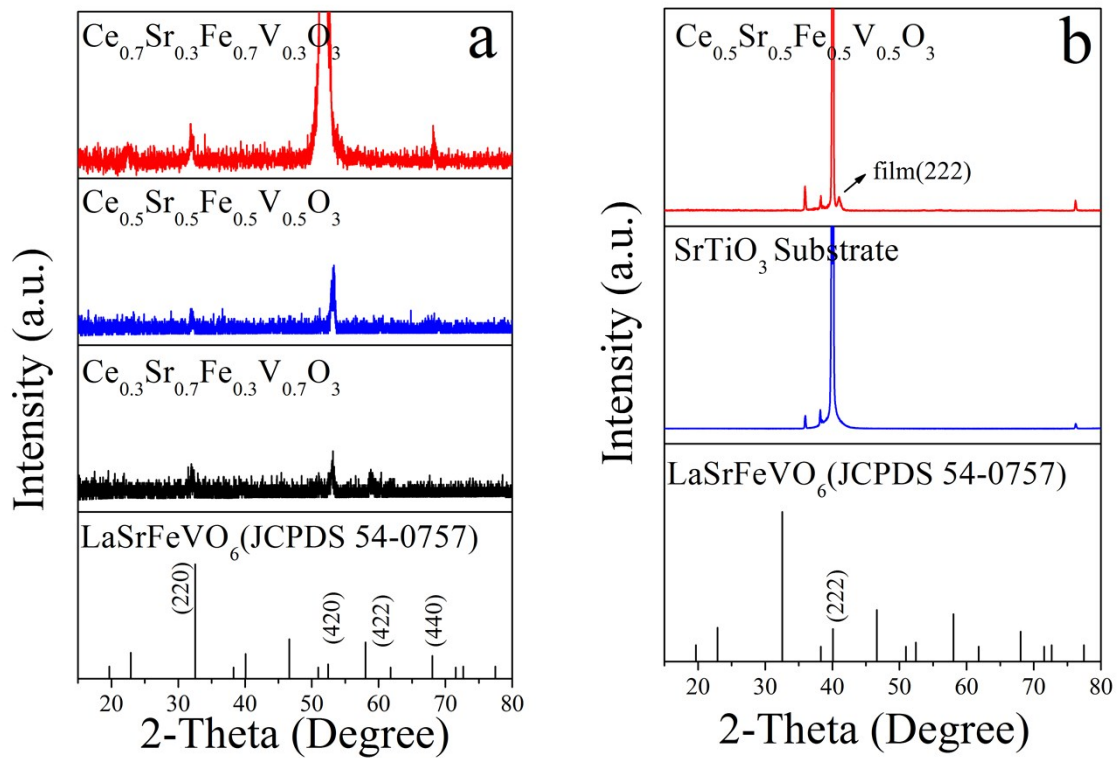 Ce0.7Sr0.3Fe0.7V0.3O3
a
Ce0.5Sr0.5Fe0.5V0.5O3
Ce0.3Sr0.7Fe0.3V0.7O3
LaSrFeVO6(JCPDS 54-0757)
(220)
(420)
(422)
(440)
20 30 40 50 60 70 80
2-Theta (Degree)
Intensity (a.u.)
Ce0.5Sr0.5Fe0.5V0.5O3
b
film(222)
SrTiO3 Substrate
LaSrFeVO6(JCPDS 54-0757)
(222)
20 30 40 50 60 70 80
2-Theta (Degree)
Intensity (a.u.)